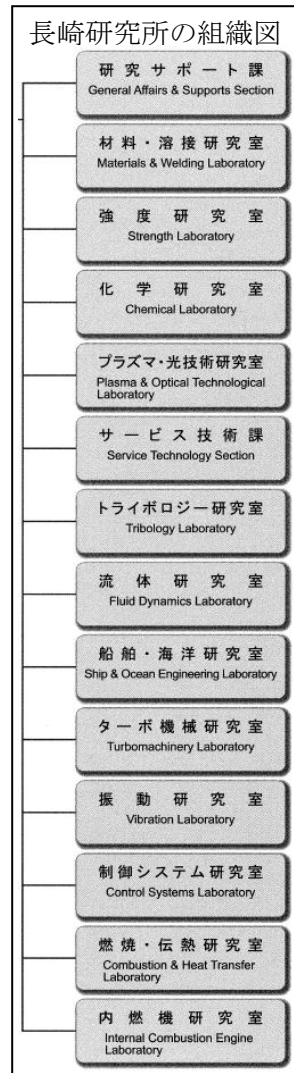 長崎研究所の組織図
研究サポート課
General Affairs & Supports Section
材料・溶接研究室
Materials & Welding Laboratory
強度研究室
Strength Laboratory
化学研究室
Chemical Laboratory
プラズマ・光技術研究室
Plasma & Optical Technological
Laboratory
サービス技術課
Service Technology Section
トライボロジー研究室
Tribology Laboratory
流体研究室
Fluid Dynamics Laboratory
船舶・海洋研究室
Ship & Ocean Engineering Laboratory
ターボ機械研究室
Turbomachinery Laboratory
振動研究室
Vibration Laboratory
制御システム研究室
Control Systems Laboratory
燃焼・伝熱研究室
Combustion & Heat Transfer
Laboratory
内燃機研究室
Internal Combustion Engine
Laboratory